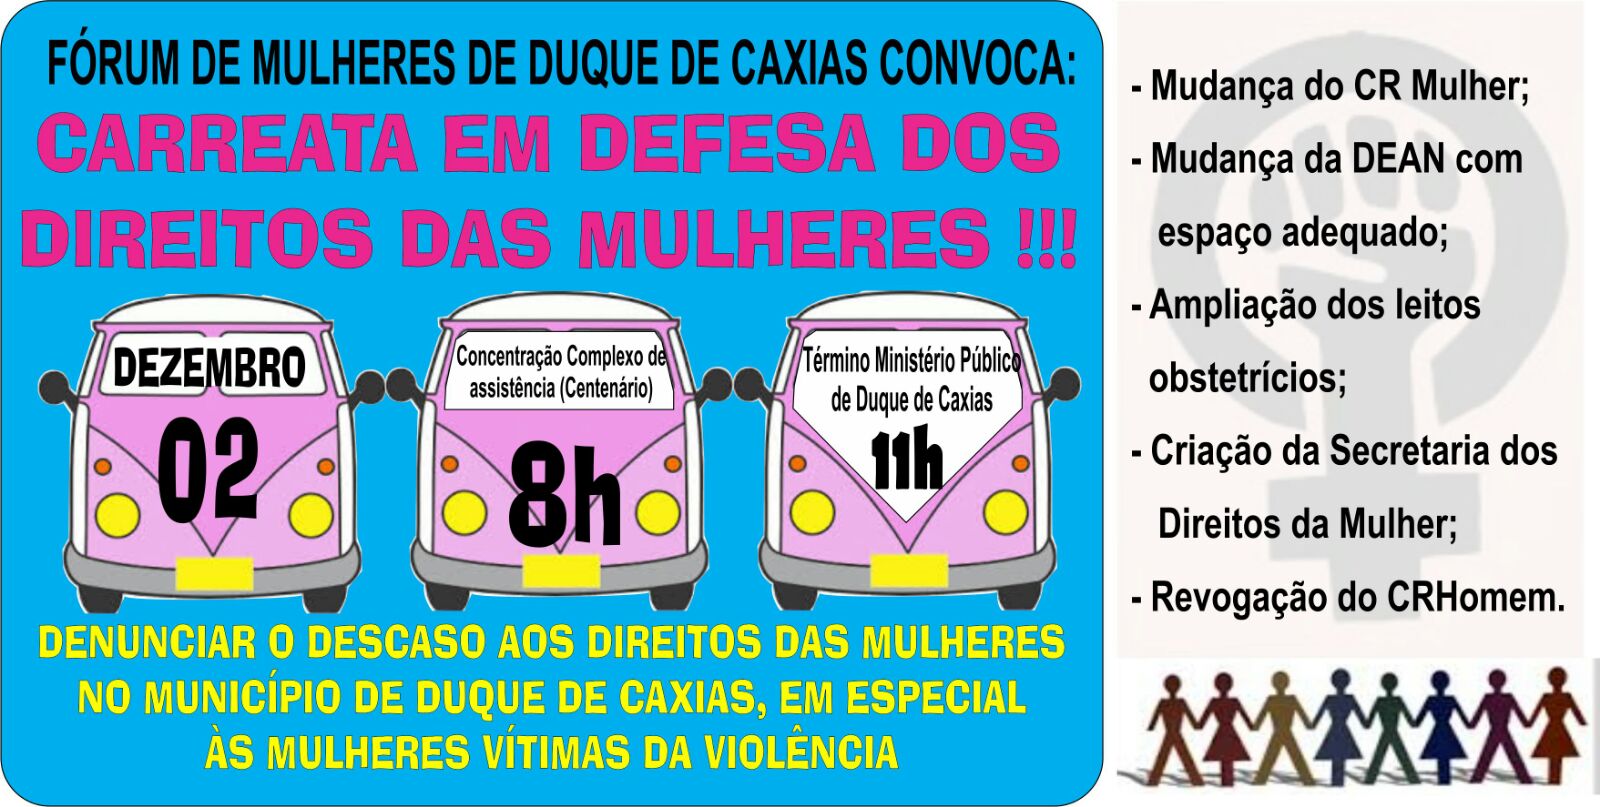 FÓRUM DE MULHERES DE DUQUE DE CAXIAS CONVOCA:
CARREATA EM DEFESA DOS
DIREITOS DAS MULHERES !!!
DEZEMBRO
02
Concentração Complexo de
assistência (Centenário)
8h
Término Ministério Público
de Duque de Caxias
11h
DENUNCIAR O DESCASO AOS DIREITOS DAS MULHERES
NO MUNICÍPIO DE DUQUE DE CAXIAS, EM ESPECIAL
ÀS MULHERES VÍTIMAS DA VIOLÊNCIA
- Mudança do CR Mulher;
- Mudança da DEAN com
espaço adequado;
- Ampliação dos leitos
obstetrícios;
- Criação da Secretaria dos
Direitos da Mulher;
- Revogação do CRHomem.